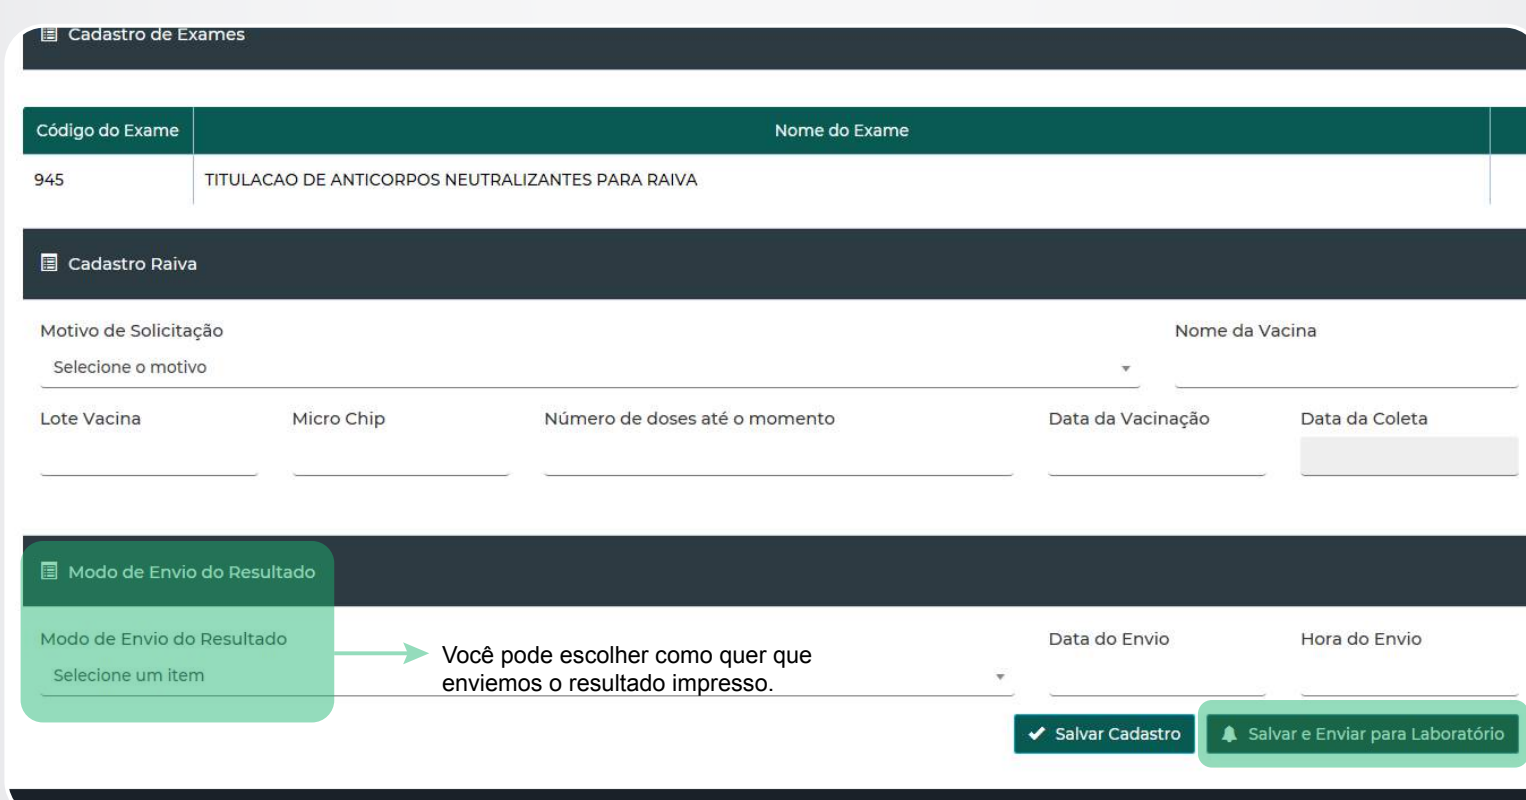 Cadastro de Exames
Código do Exame Nome do Exame
945 TITULACAO DE ANTICORPOS NEUTRALIZANTES PARA RAIVA
Cadastro Raiva
Motivo de Solicitação Nome da Vacina
Selecione o motivo
Lote Vacina Micro Chip Número de doses até o momento Data da Vacinação Data da Coleta
Modo de Envio do Resultado
Modo de Envio do Resultado Data do Envio Hora do Envio
Selecione um item
Você pode escolher como quer que
enviemos o resultado impresso.
Salvar Cadastro Salvar e Enviar para Laboratório